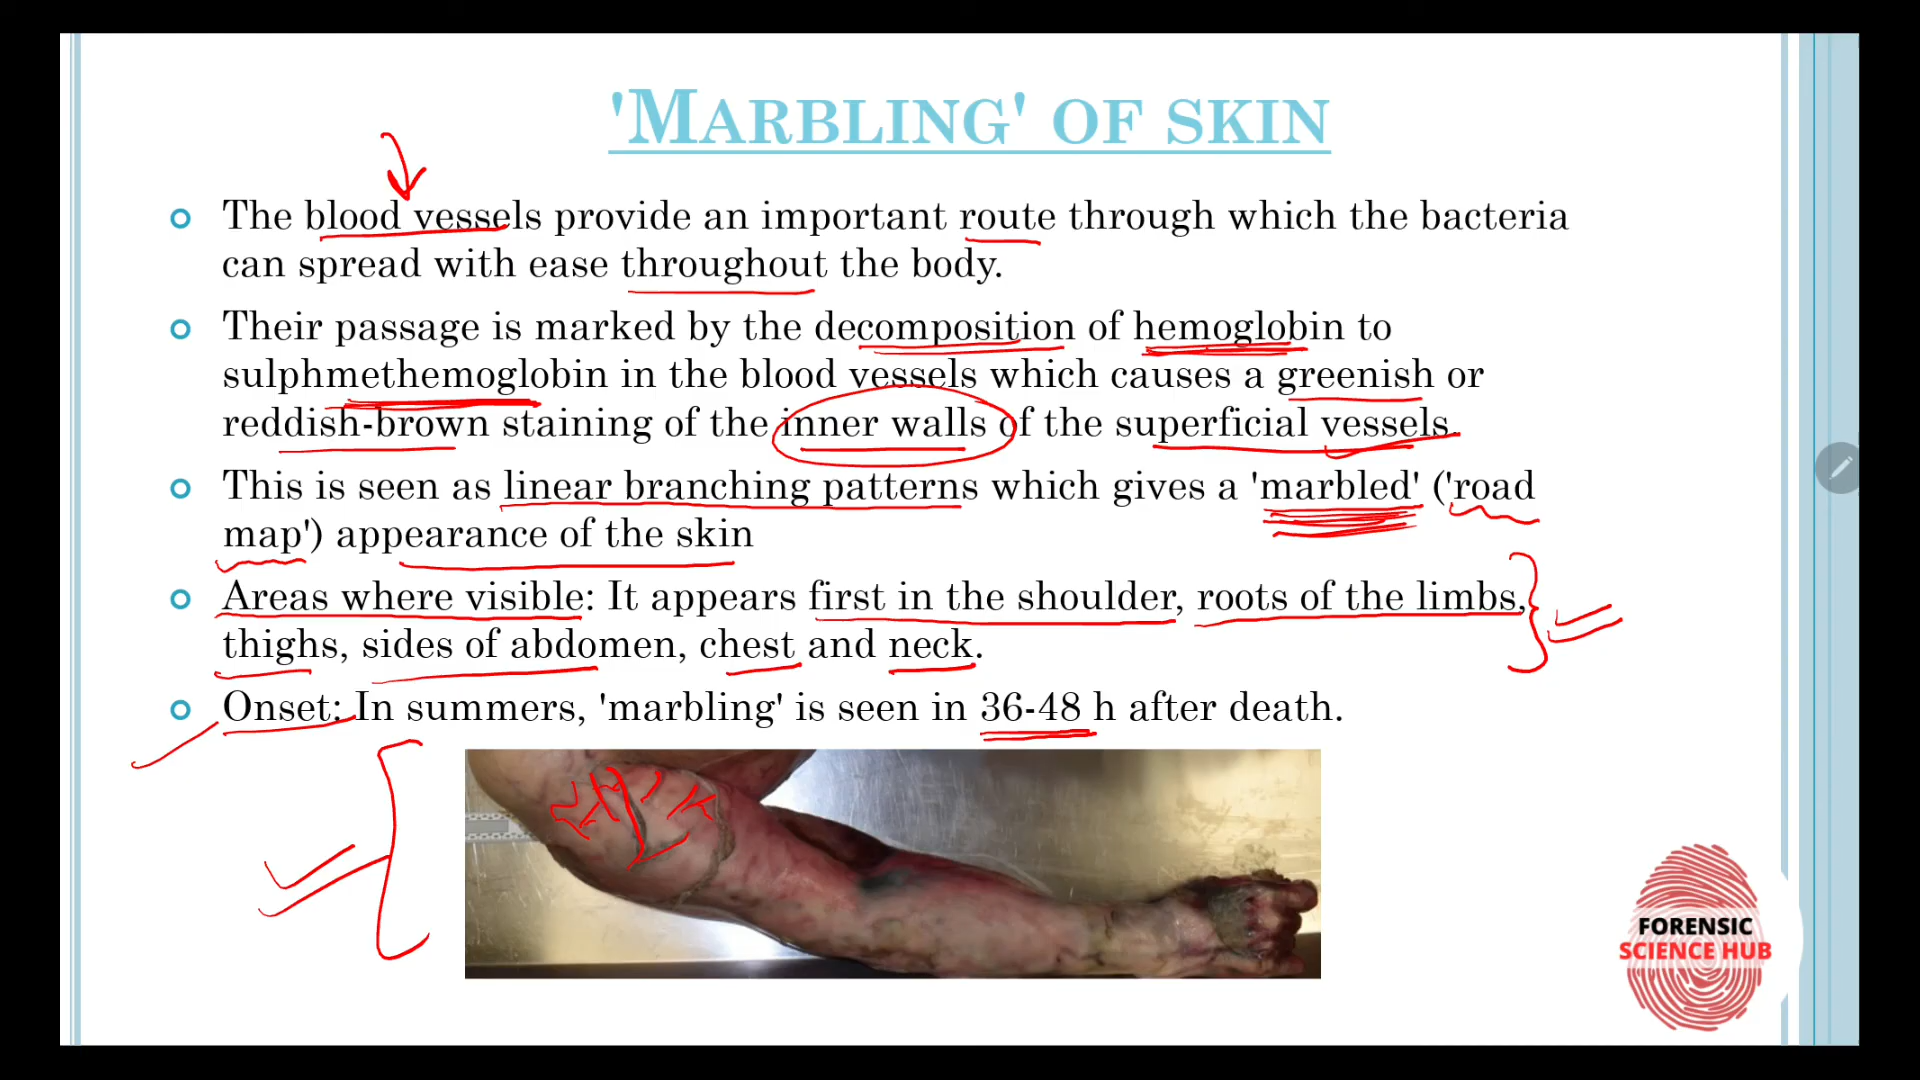 'MARBLING' OF SKIN
The blood vessels provide an important route through which the bacteria
can spread with ease throughout the body.
Their passage is marked by the decomposition of hemoglobin to
sulphmethemoglobin in the blood vessels which causes a greenish or
reddish-brown staining of the inner walls of the superficial vessels.
This is seen as linear branching patterns which gives a 'marbled' ('road
map') appearance of the skin
Areas where visible: It appears first in the shoulder, roots of the limbs,
thighs, sides of abdomen, chest and neck.
Onset: In summers, 'marbling' is seen in 36-48 h after death.
FORENSIC
SCIENCE HUB